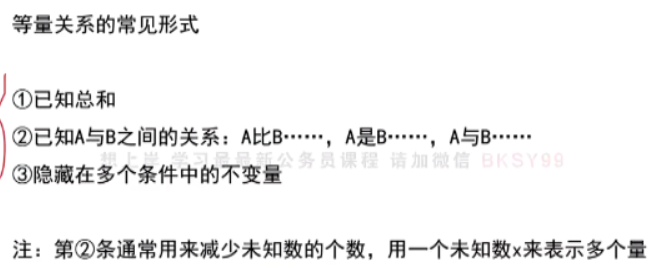 等量关系的常见形式
①已知总和
②已知A与B之间的关系：A比B……，A是B……，A与B……
想上岸 学习最最新公务员课程 请加微信 BKSY99
③隐藏在多个条件中的不变量
注：第②条通常用来减少未知数的个数，用一个未知数x来表示多个量